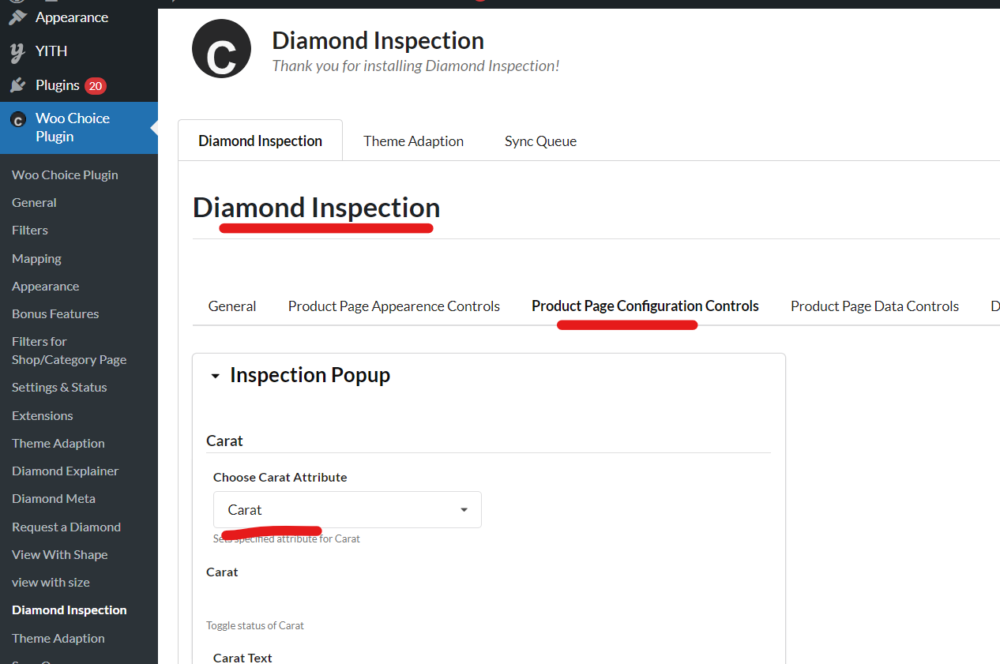 Appearance
YITH
Plugins 20
Woo Choice
Plugin
Woo Choice Plugin
General
Filters
Mapping
Appearance
Bonus Features
Filters for
Shop/Category Page
Settings & Status
Extensions
Theme Adaption
Diamond Explainer
Diamond Meta
Request a Diamond
View With Shape
view with size
Diamond Inspection
Theme Adaption
C
Diamond Inspection
Thank you for installing Diamond Inspection!
Diamond Inspection Theme Adaption Sync Queue
Diamond Inspection
General Product Page Appearence Controls Product Page Configuration Controls Product Page Data Controls D
Inspection Popup
Carat
Choose Carat Attribute
Carat
Sets specified attribute for Carat
Carat
Toggle status of Carat
Carat Text